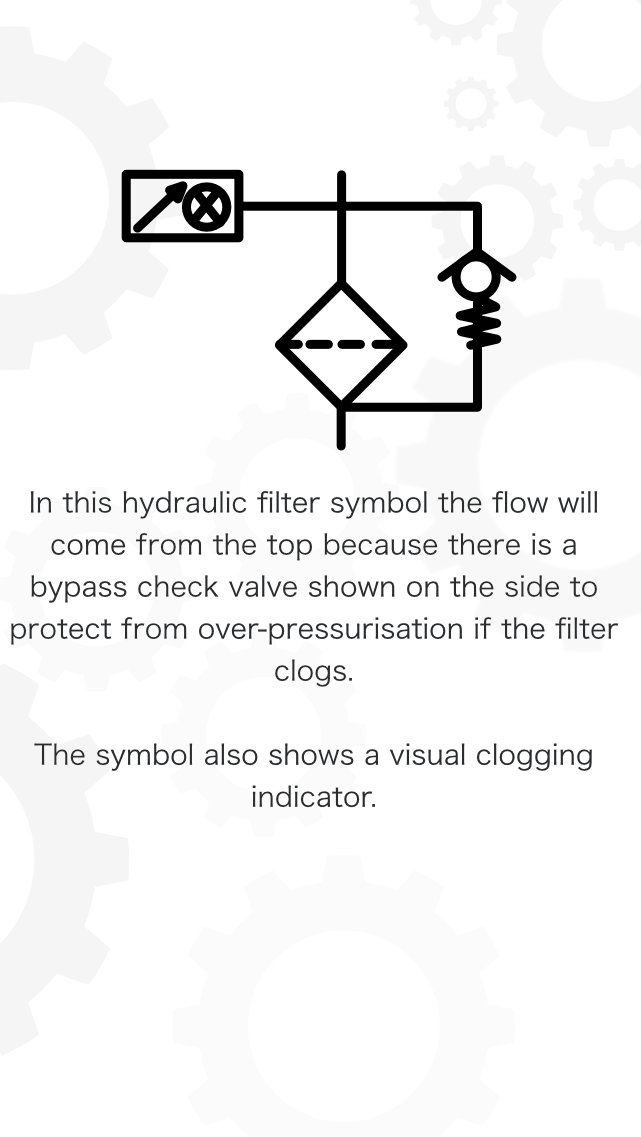 In this hydraulic filter symbol the flow will
come from the top because there is a
bypass check valve shown on the side to
protect from over-pressurisation if the filter
clogs.
The symbol also shows a visual clogging
indicator.